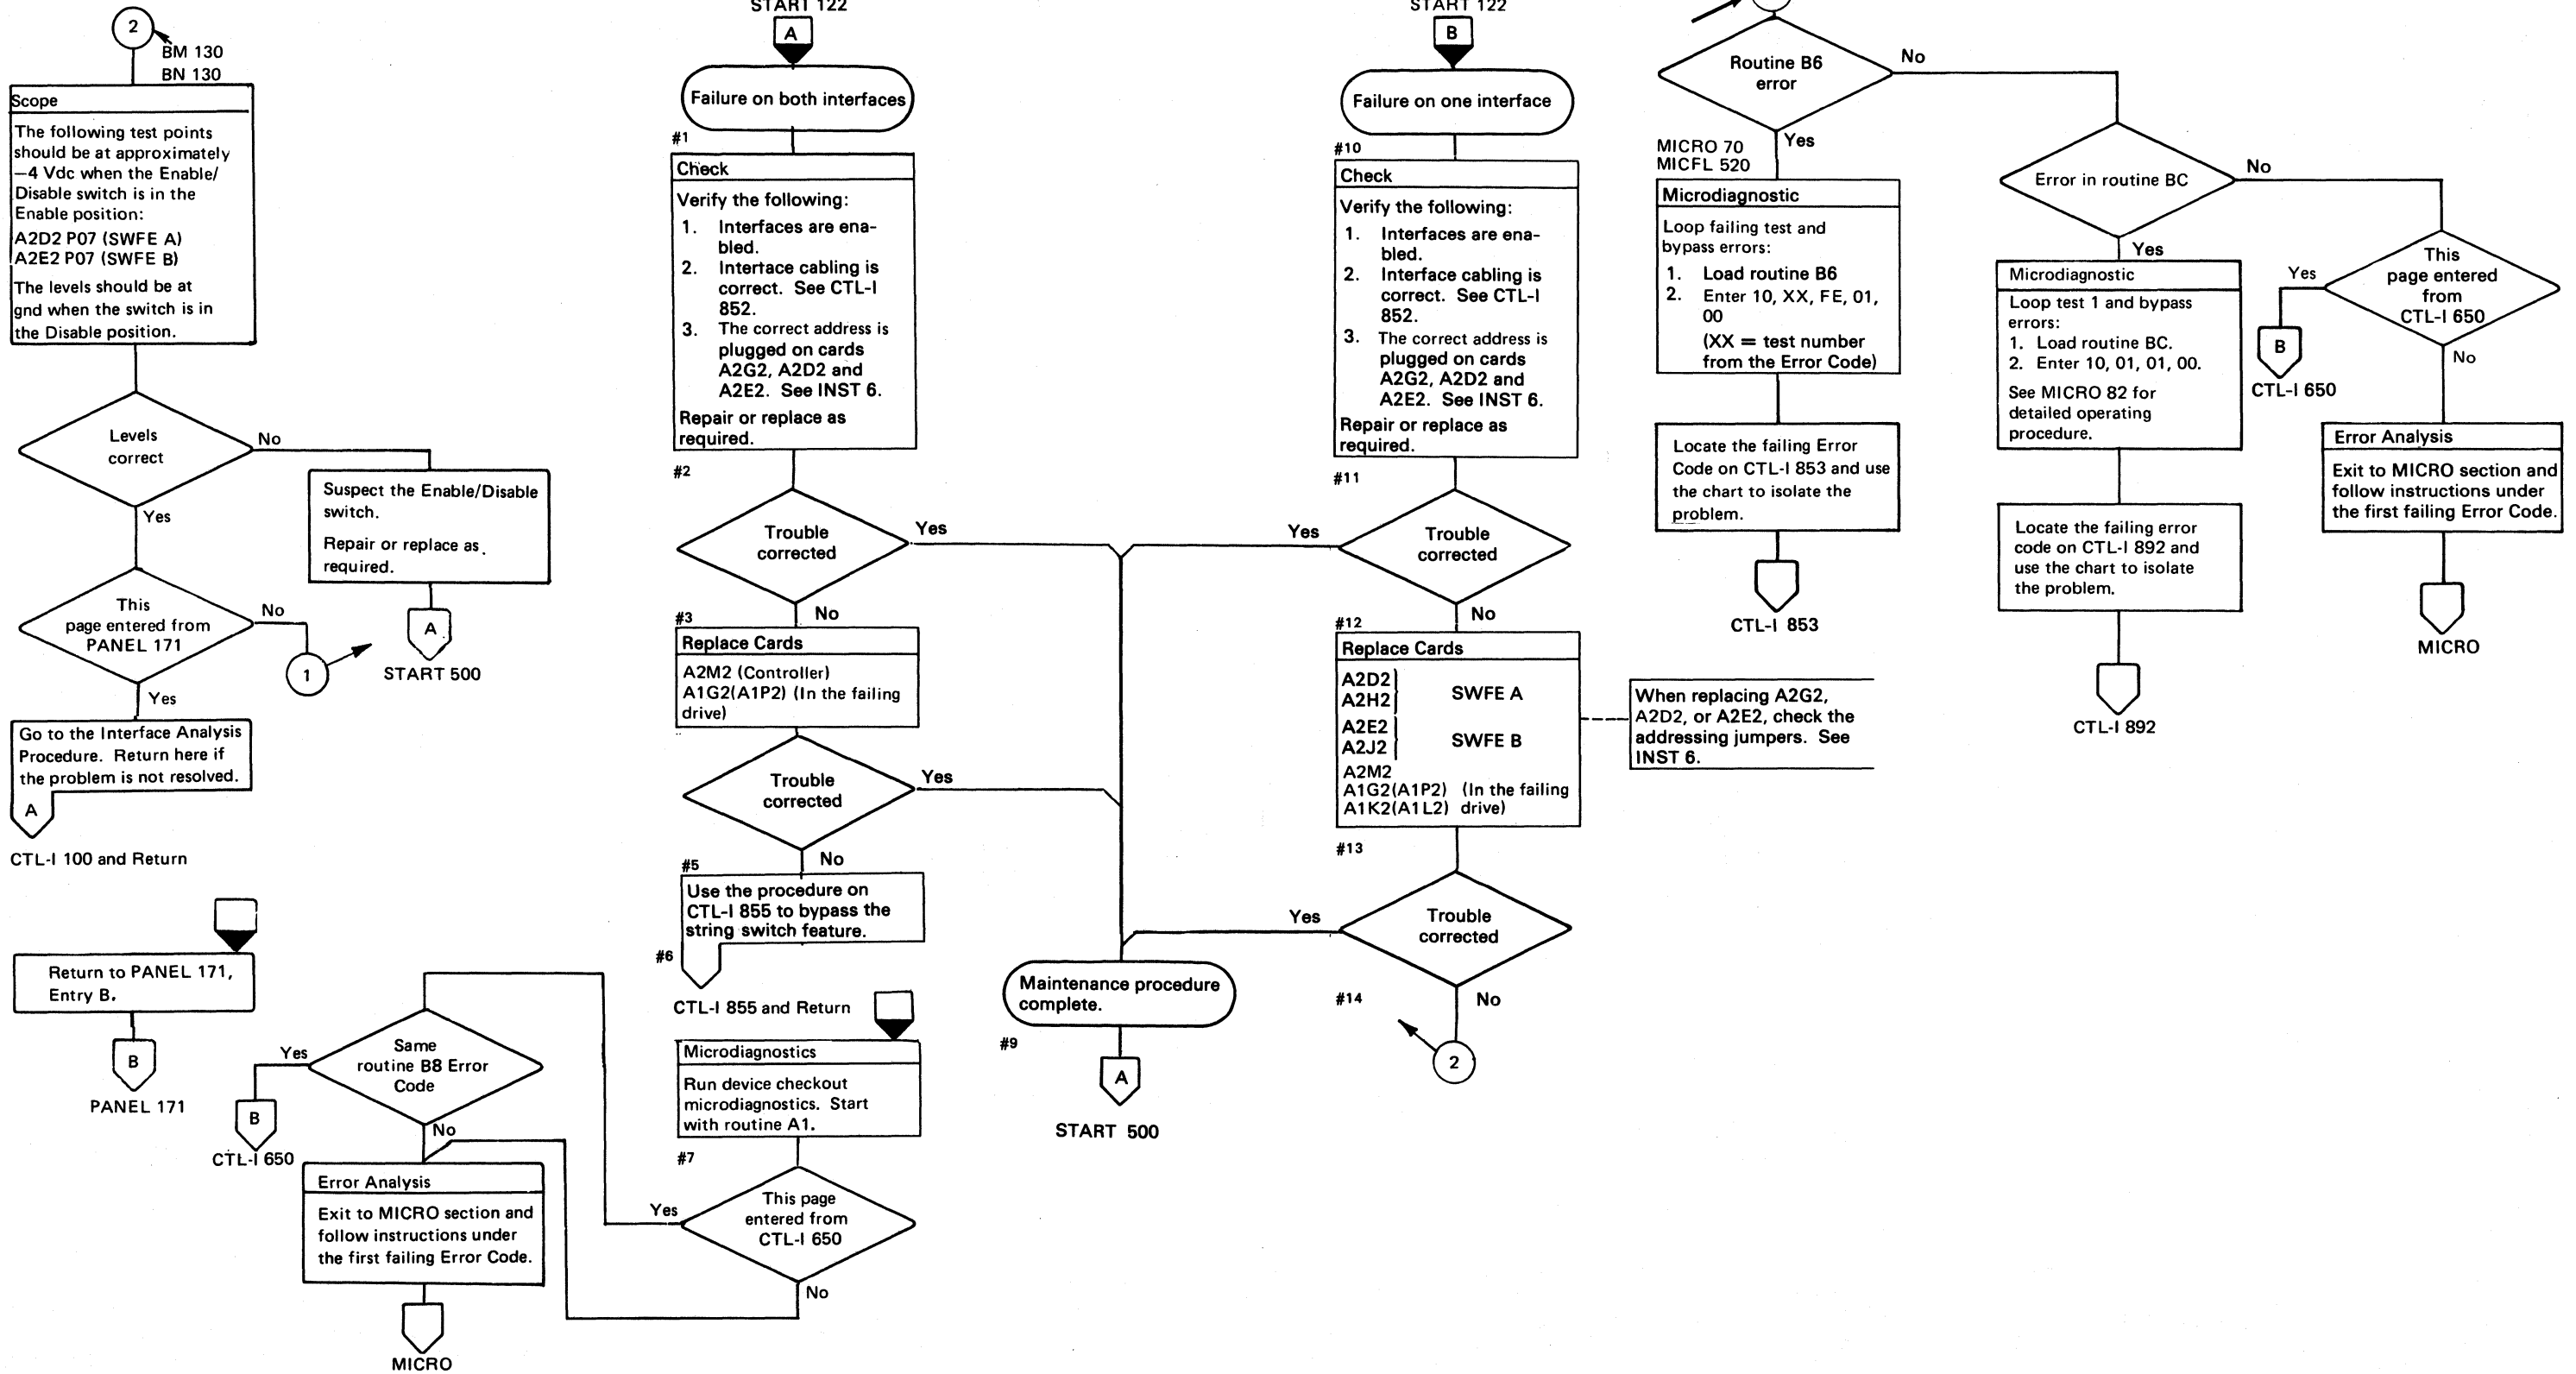 2
BM 130
BN 130
Scope
The following test points
should be at approximately
—4 Vdc when the Enable/
Disable switch is in the
Enable position:
A2D2 P07 (SWFE A)
A2E2 P07 (SWFE B)
The levels should be at
gnd when the switch is in
the Disable position.
Levels
correct
No
Yes
Suspect the Enable/Disable
switch.
Repair or replace as
required.
A
START 500
This
page entered from
PANEL 171
No
1
Yes
Go to the Interface Analysis
Procedure. Return here if
the problem is not resolved.
A
CTL-I 100 and Return
Return to PANEL 171,
Entry B.
B
PANEL 171
START 122
A
Failure on both interfaces
#1
Check
Verify the following:
1. Interfaces are ena-
bled.
2. Interface cabling is
correct. See CTL-I
852.
3. The correct address is
plugged on cards
A2G2, A2D2 and
A2E2. See INST 6.
Repair or replace as
required.
#2
Trouble
corrected
Yes
No
#3
Replace Cards
A2M2 (Controller)
A1G2(A1P2) (In the failing
drive)
Trouble
corrected
Yes
No
#5
Use the procedure on
CTL-I 855 to bypass the
string switch feature.
#6
CTL-I 855 and Return
Microdiagnostics
Run device checkout
microdiagnostics. Start
with routine A1.
#7
This page
entered from
CTL-I 650
Yes
No
Same
routine B8 Error
Code
Yes
B
CTL-I 650
No
Error Analysis
Exit to MICRO section and
follow instructions under
the first failing Error Code.
MICRO
Maintenance procedure
complete.
#9
A
START 500
START 122
B
Failure on one interface
#10
Check
Verify the following:
1. Interfaces are ena-
bled.
2. Interface cabling is
correct. See CTL-I
852.
3. The correct address is
plugged on cards
A2G2, A2D2 and
A2E2. See INST 6.
Repair or replace as
required.
#11
Trouble
corrected
Yes
No
#12
Replace Cards
A2D2
A2H2
SWFE A
A2E2
A2J2
SWFE B
A2M2
A1G2(A1P2) (In the failing
A1K2(A1L2) drive)
When replacing A2G2,
A2D2, or A2E2, check the
addressing jumpers. See
INST 6.
#13
Trouble
corrected
Yes
#14
No
2
Routine B6
error
No
Yes
MICRO 70
MICFL 520
Microdiagnostic
Loop failing test and
bypass errors:
1. Load routine B6
2. Enter 10, XX, FE, 01,
00
(XX = test number
from the Error Code)
Locate the failing Error
Code on CTL-I 853 and use
the chart to isolate the
problem.
CTL-I 853
Error in routine BC
No
Yes
Microdiagnostic
Loop test 1 and bypass
errors:
1. Load routine BC.
2. Enter 10, 01, 01, 00.
See MICRO 82 for
detailed operating
procedure.
Locate the failing error
code on CTL-I 892 and
use the chart to isolate
the problem.
CTL-I 892
This
page entered
from
CTL-I 650
Yes
B
CTL-I 650
No
Error Analysis
Exit to MICRO section and
follow instructions under
the first failing Error Code.
MICRO